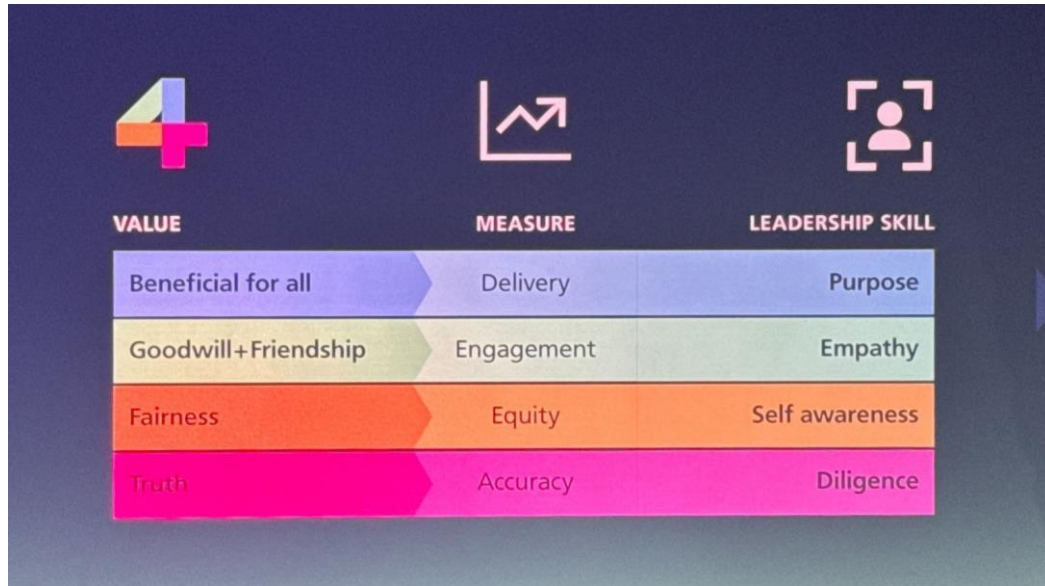 4
VALUE MEASURE LEADERSHIP SKILL
Beneficial for all Delivery Purpose
Goodwill+Friendship Engagement Empathy
Fairness Equity Self awareness
Truth Accuracy Diligence